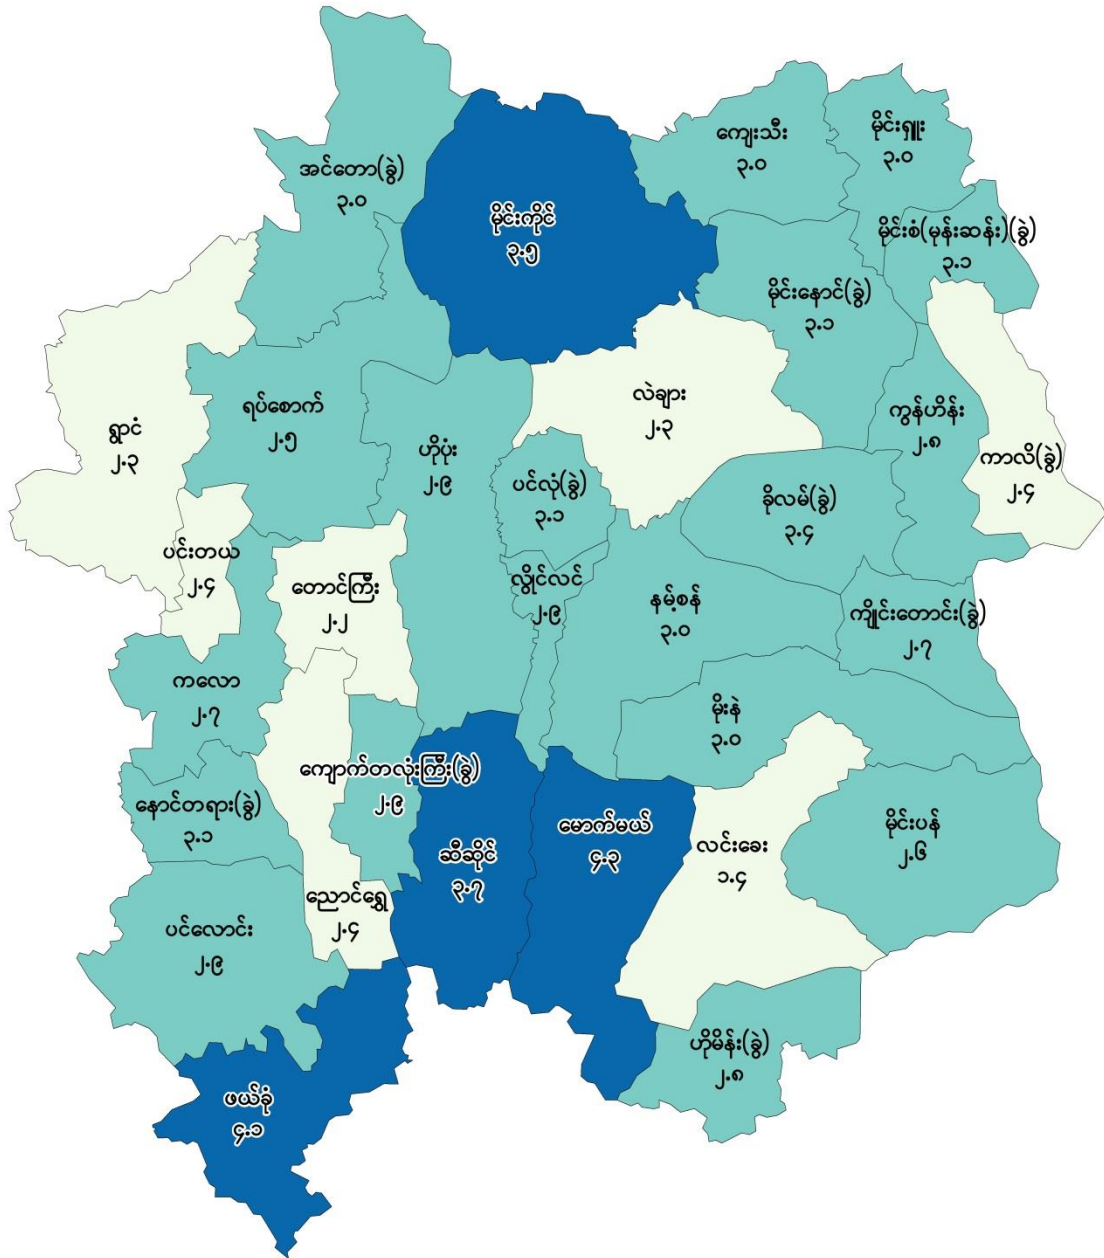 ကျေးသီး
၃.၀
မိုင်းရှူး
၃.၀
အင်တော(ခွဲ)
၃.၀
မိုင်းကိုင်
၃.၅
မိုင်းစံ(မုန်းဆန်း)(ခွဲ)
၃.၁
မိုင်းနောင်(ခွဲ)
၃.၁
လဲချား
၂.၃
ရပ်စောက်
၂.၅
ကွန်ဟိန်း
၂.၈
ရွာငံ
၂.၃
ဟိုပုံး
၂.၉
ကာလိ(ခွဲ)
၂.၄
ပင်လုံ(ခွဲ)
၃.၁
ခိုလမ်(ခွဲ)
၃.၄
ပင်းတယ
၂.၄
တောင်ကြီး
၂.၂
လွိုင်လင်
၂.၉
နမ့်စန်
၃.၀
ကျိုင်းတောင်း(ခွဲ)
၂.၇
ကလော
၂.၇
မိုးနဲ
၃.၀
ကျောက်တလုံးကြီး(ခွဲ)
၂.၉
နောင်တရား(ခွဲ)
၃.၁
မောက်မယ်
၄.၃
မိုင်းပန်
၂.၆
လင်းခေး
၁.၄
ဆီဆိုင်
၃.၇
ညောင်ရွှေ
၂.၄
ပင်လောင်း
၂.၉
ဟိုမိန်း(ခွဲ)
၂.၈
ဖယ်ခုံ
၄.၁